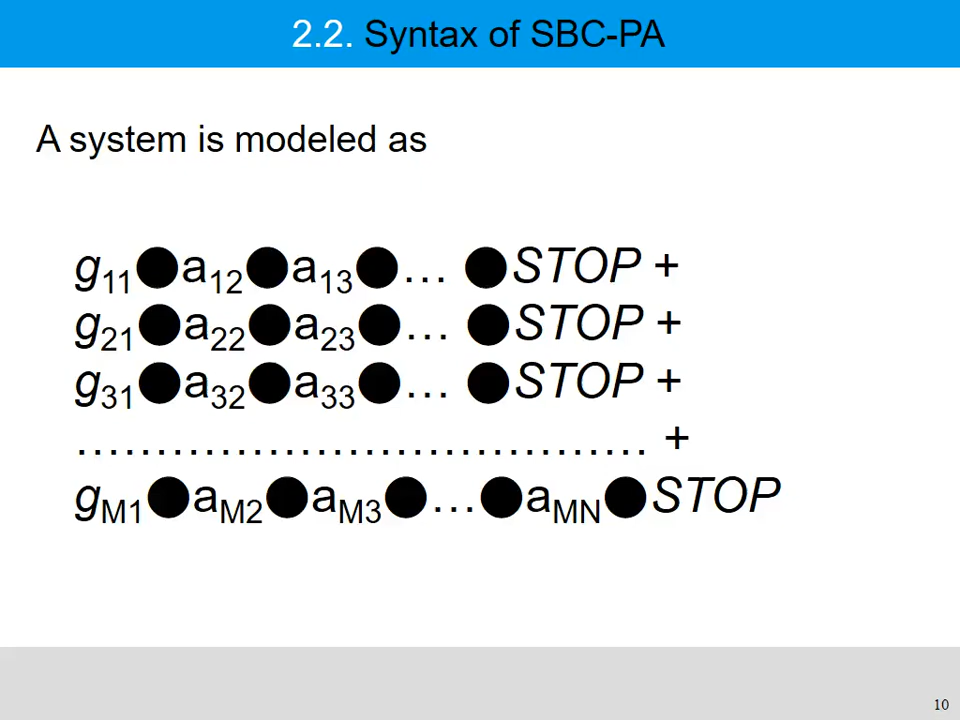 2.2. Syntax of SBC-PA
A system is modeled as
g11●a12●a13●… ●STOP +
g21●a22●a23●… ●STOP +
g31●a32●a33●… ●STOP +
……………………………… +
gM1●aM2●aM3●…●aMN●STOP
10